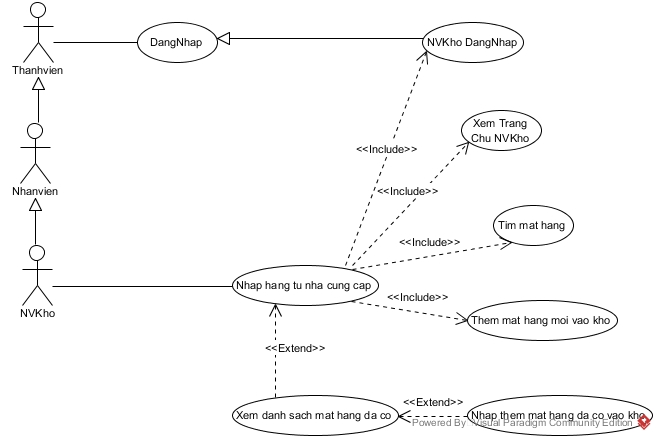 DangNhap
NVKho DangNhap
Thanhvien
Xem Trang
Chu NVKho
<<Include>>
Nhanvien
<<Include>>
Tim mat hang
<<Include>>
Nhap hang tu nha cung cap
<<Include>>
NVKho
Them mat hang moi vao kho
<<Extend>>
<<Extend>>
Xem danh sach mat hang da co
Nhap them mat hang da co vao kho
Powered By Visual Paradigm Community Edition